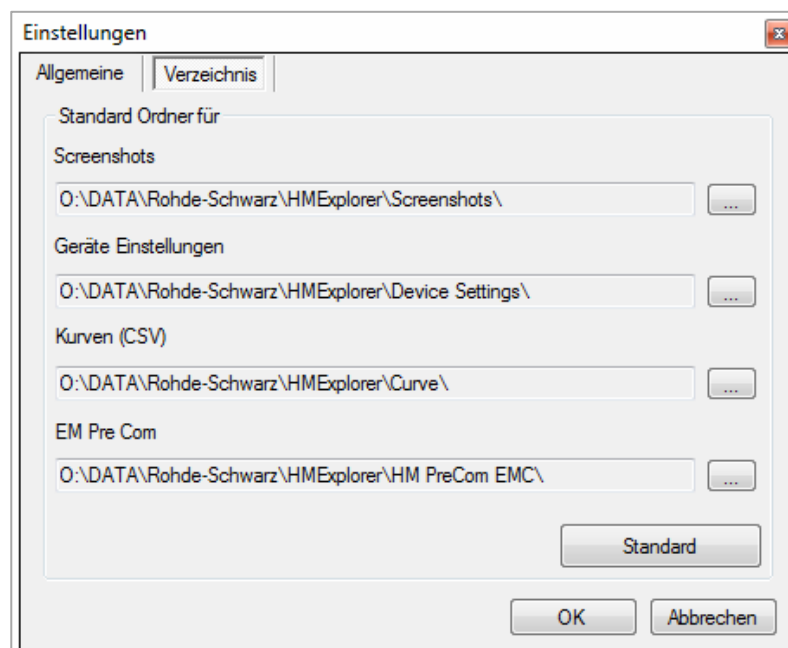 Einstellungen
Allgemeine Verzeichnis
Standard Ordner für
Screenshots
O:\DATA\Rohde-Schwarz\HMExplorer\Screenshots\ ...
Geräte Einstellungen
O:\DATA\Rohde-Schwarz\HMExplorer\Device Settings\ ...
Kurven (CSV)
O:\DATA\Rohde-Schwarz\HMExplorer\Curve\ ...
EM Pre Com
O:\DATA\Rohde-Schwarz\HMExplorer\HM PreCom EMC\ ...
Standard
OK Abbrechen